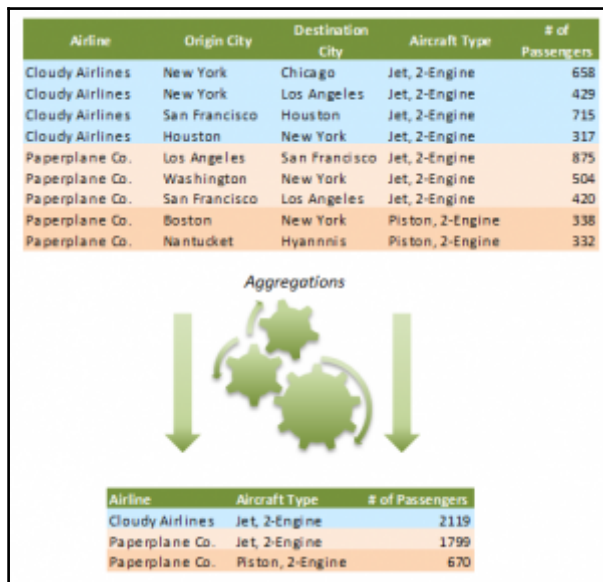 Airline Origin City Destination City Aircraft Type # of Passengers
Cloudy Airlines New York Chicago Jet, 2-Engine 658
Cloudy Airlines New York Los Angeles Jet, 2-Engine 429
Cloudy Airlines San Francisco Houston Jet, 2-Engine 715
Cloudy Airlines Houston New York Jet, 2-Engine 317
Paperplane Co. Los Angeles San Francisco Jet, 2-Engine 875
Paperplane Co. Washington New York Jet, 2-Engine 504
Paperplane Co. San Francisco Los Angeles Jet, 2-Engine 420
Paperplane Co. Boston New York Piston, 2-Engine 338
Paperplane Co. Nantucket Hyannnis Piston, 2-Engine 332
Aggregations
Airline Aircraft Type # of Passengers
Cloudy Airlines Jet, 2-Engine 2119
Paperplane Co. Jet, 2-Engine 1799
Paperplane Co. Piston, 2-Engine 670